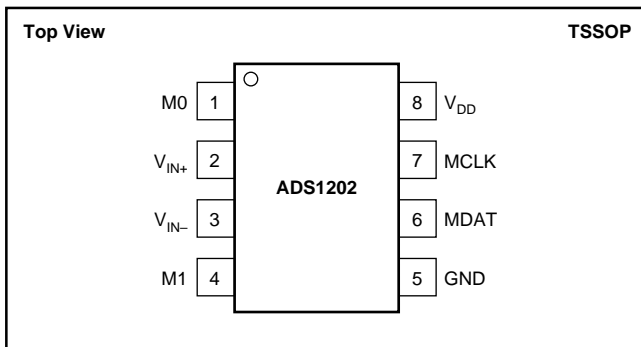 Top View TSSOP
M0 1 8 VDD
VIN+ 2 7 MCLK
ADS1202
VIN– 3 6 MDAT
M1 4 5 GND